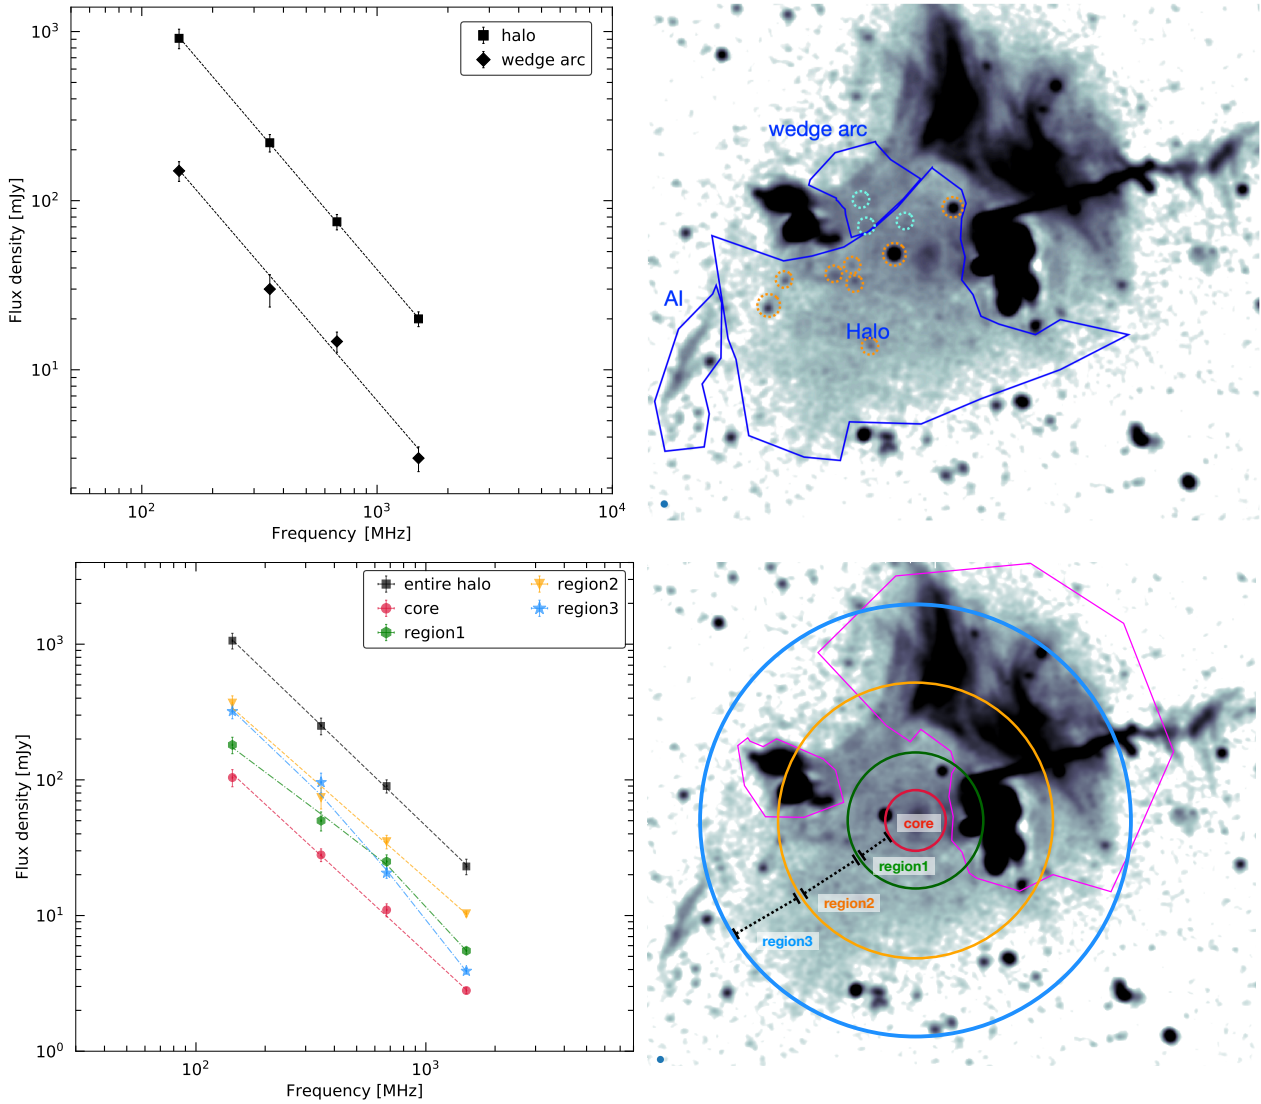 10³
10²
10¹
10² 10³ 10⁴
Flux density [mJy]
Frequency [MHz]
halo
wedge arc
wedge arc
AI
Halo
10³
10²
10¹
10⁰
10² 10³
Flux density [mJy]
Frequency [MHz]
entire halo
core
region1
region2
region3
core
region1
region2
region3